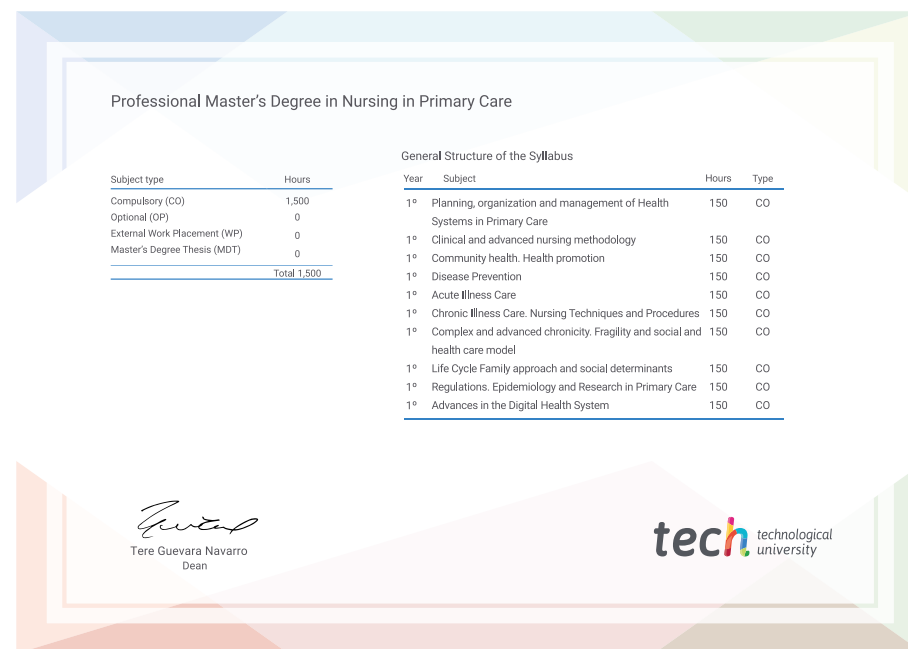 Professional Master's Degree in Nursing in Primary Care
Subject type Hours
Compulsory (CO) 1,500
Optional (OP) 0
External Work Placement (WP) 0
Master's Degree Thesis (MDT) 0
Total 1,500
General Structure of the Syllabus
Year Subject Hours Type
1º Planning, organization and management of Health 150 CO
Systems in Primary Care
1º Clinical and advanced nursing methodology 150 CO
1º Community health. Health promotion 150 CO
1º Disease Prevention 150 CO
1º Acute Illness Care 150 CO
1º Chronic Illness Care. Nursing Techniques and Procedures 150 CO
1º Complex and advanced chronicity. Fragility and social and 150 CO
health care model
1º Life Cycle Family approach and social determinants 150 CO
1º Regulations. Epidemiology and Research in Primary Care 150 CO
1º Advances in the Digital Health System 150 CO
Tere Guevara Navarro
Dean
tech technological
university